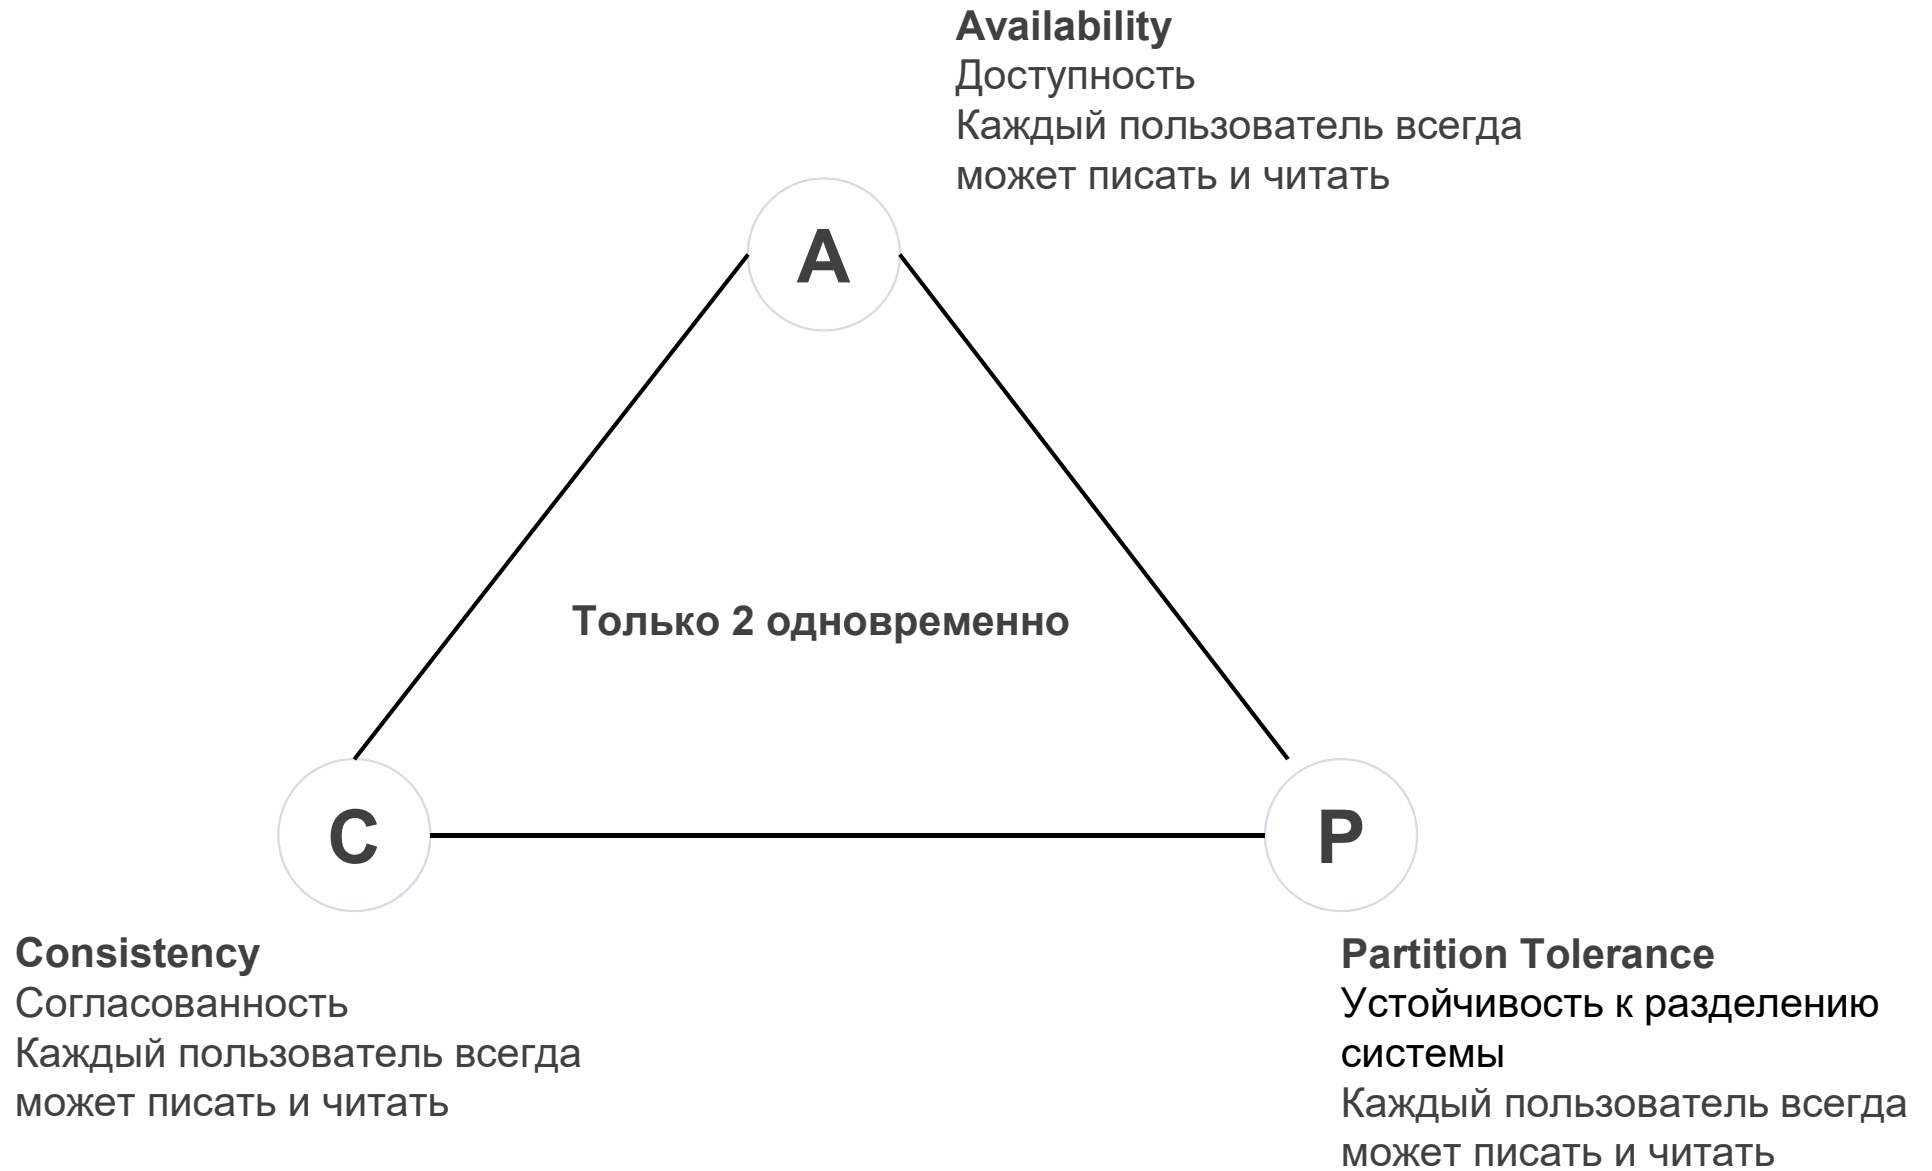 Availability
Доступность
Каждый пользователь всегда
может писать и читать
A
Только 2 одновременно
C
P
Consistency
Согласованность
Каждый пользователь всегда
может писать и читать
Partition Tolerance
Устойчивость к разделению
системы
Каждый пользователь всегда
может писать и читать